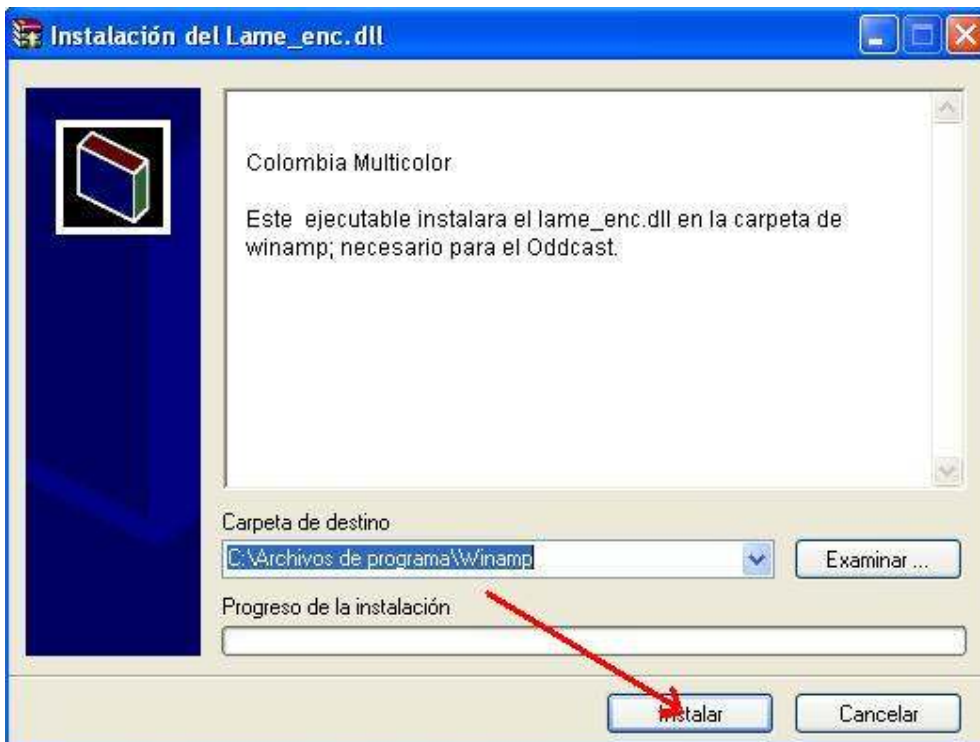 Instalación del Lame_enc.dll
Colombia Multicolor
Este ejecutable instalara el lame_enc.dll en la carpeta de
winamp; necesario para el Oddcast.
Carpeta de destino
C:\Archivos de programa\Winamp
Examinar ...
Progreso de la instalación
Instalar
Cancelar